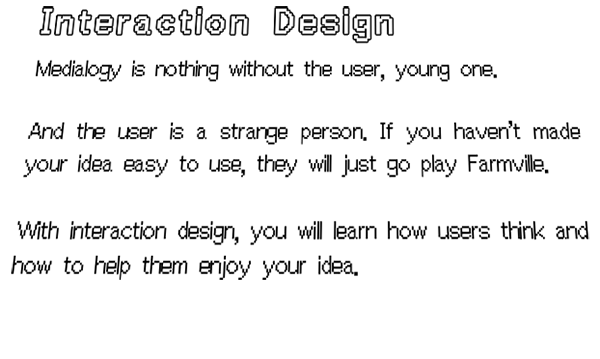 Interaction Design
Medialogy is nothing without the user, young one.
And the user is a strange person. If you haven't made
your idea easy to use, they will just go play Farmville.
With interaction design, you will learn how users think and
how to help them enjoy your idea.